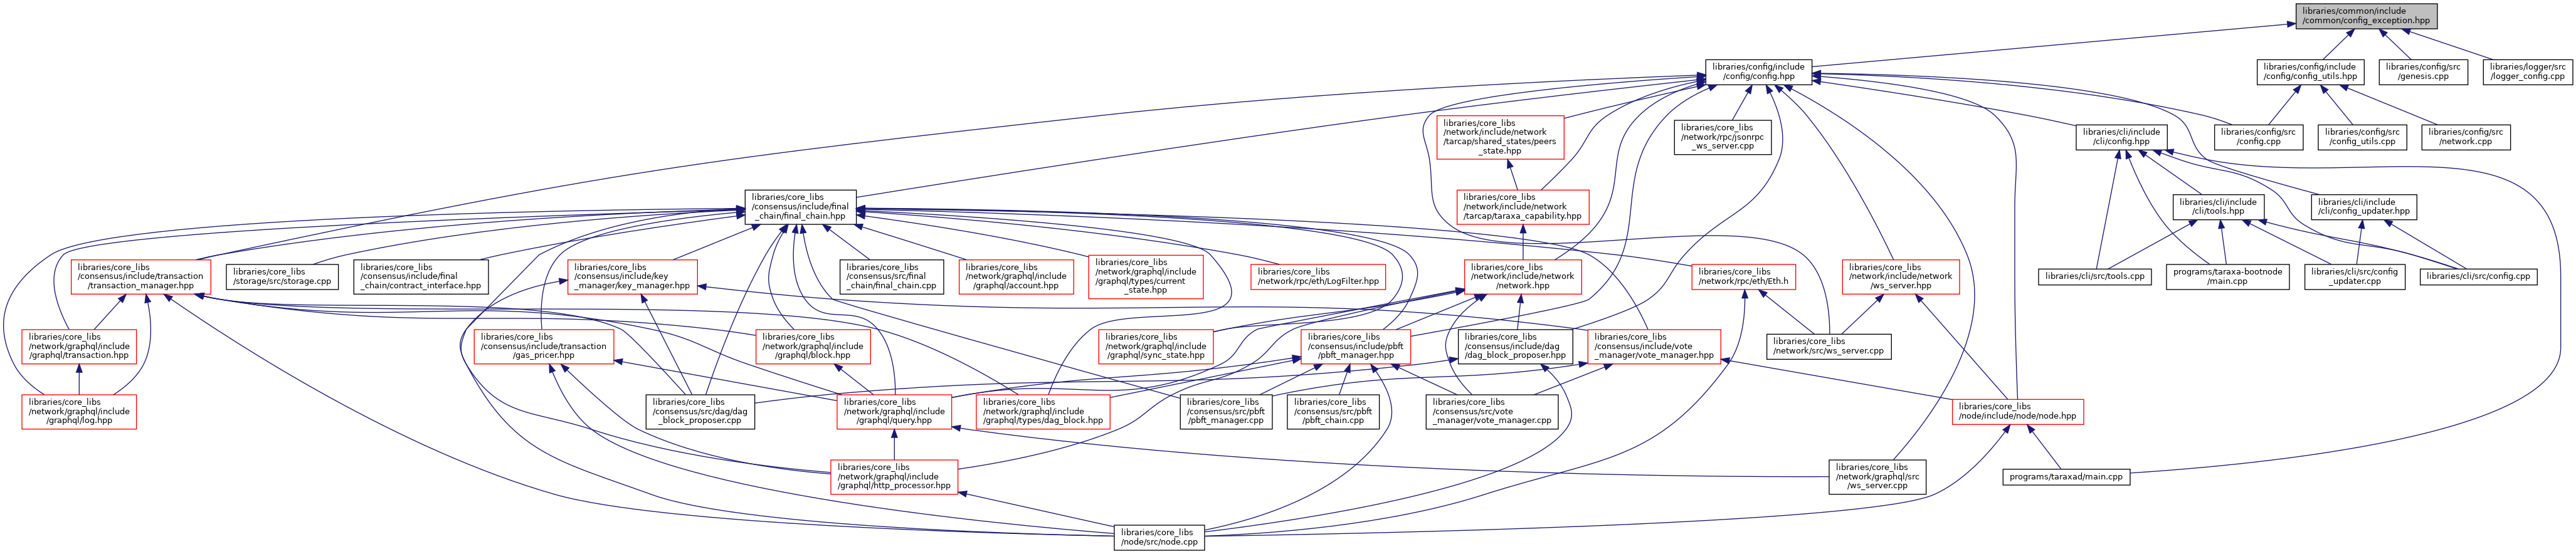 libraries/common/include
/common/config_exception.hpp
libraries/config/include
/config/config.hpp
libraries/config/include
/config/config_utils.hpp
libraries/config/src
/genesis.cpp
libraries/logger/src
/logger_config.cpp
libraries/core_libs
/network/include/network
/tarcap/shared_states/peers
_state.hpp
libraries/core_libs
/network/rpc/jsonrpc
_ws_server.cpp
libraries/cli/include
/cli/config.hpp
libraries/config/src
/config.cpp
libraries/config/src
/config_utils.cpp
libraries/config/src
/network.cpp
libraries/core_libs
/consensus/include/final
_chain/final_chain.hpp
libraries/core_libs
/network/include/network
/tarcap/taraxa_capability.hpp
libraries/cli/include
/cli/tools.hpp
libraries/cli/include
/cli/config_updater.hpp
libraries/core_libs
/consensus/include/transaction
/transaction_manager.hpp
libraries/core_libs
/storage/src/storage.cpp
libraries/core_libs
/consensus/include/final
_chain/contract_interface.hpp
libraries/core_libs
/consensus/include/key
_manager/key_manager.hpp
libraries/core_libs
/consensus/src/final
_chain/final_chain.cpp
libraries/core_libs
/network/graphql/include
/graphql/account.hpp
libraries/core_libs
/network/graphql/include
/graphql/types/current
_state.hpp
libraries/core_libs
/network/rpc/eth/LogFilter.hpp
libraries/core_libs
/network/include/network
/network.hpp
libraries/core_libs
/network/rpc/eth/Eth.h
libraries/core_libs
/network/include/network
/ws_server.hpp
libraries/cli/src/tools.cpp
programs/taraxa-bootnode
/main.cpp
libraries/cli/src/config
_updater.cpp
libraries/cli/src/config.cpp
libraries/core_libs
/network/graphql/include
/graphql/transaction.hpp
libraries/core_libs
/consensus/include/transaction
/gas_pricer.hpp
libraries/core_libs
/network/graphql/include
/graphql/block.hpp
libraries/core_libs
/network/graphql/include
/graphql/sync_state.hpp
libraries/core_libs
/consensus/include/pbft
/pbft_manager.hpp
libraries/core_libs
/consensus/include/dag
/dag_block_proposer.hpp
libraries/core_libs
/consensus/include/vote
_manager/vote_manager.hpp
libraries/core_libs
/network/src/ws_server.cpp
libraries/core_libs
/network/graphql/include
/graphql/log.hpp
libraries/core_libs
/consensus/src/dag/dag
_block_proposer.cpp
libraries/core_libs
/network/graphql/include
/graphql/query.hpp
libraries/core_libs
/network/graphql/include
/graphql/types/dag_block.hpp
libraries/core_libs
/consensus/src/pbft
/pbft_manager.cpp
libraries/core_libs
/consensus/src/pbft
/pbft_chain.cpp
libraries/core_libs
/consensus/src/vote
_manager/vote_manager.cpp
libraries/core_libs
/node/include/node/node.hpp
libraries/core_libs
/network/graphql/include
/graphql/http_processor.hpp
libraries/core_libs
/network/graphql/src
/ws_server.cpp
programs/taraxad/main.cpp
libraries/core_libs
/node/src/node.cpp